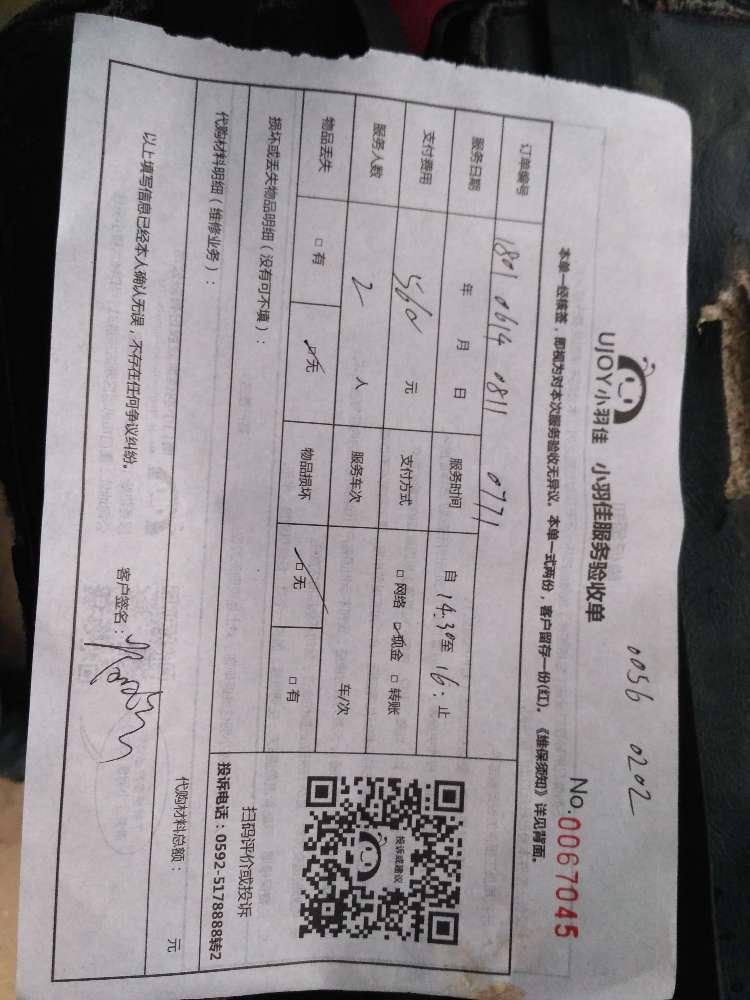 0056 0202
UJOY小羽佳 小羽佳服务验收单
No.0067045
本单一经核签，即视为对本次服务验收无异议。本单一式两份，客户留存一份(红)。《维保须知》详见背面。
订单编号 1801 0614 0811 0771
服务日期 年 月 日 服务时间 自 14:30至 16: 止
支付费用 560 元 支付方式 □ 网络 □ 现金 □ 转账
服务人数 2 人 服务车次 车/次
物品丢失 □ 有 □ 无 物品损坏 □ 无 □ 有
损坏或丢失物品明细（没有可不填）：
投诉或建议
扫码评价或投诉
投诉电话：0592-5178888转2
代购材料明细（维修业务）：
代购材料总额： 元
以上填写信息已经本人确认无误，不存在任何争议纠纷。 客户签名：